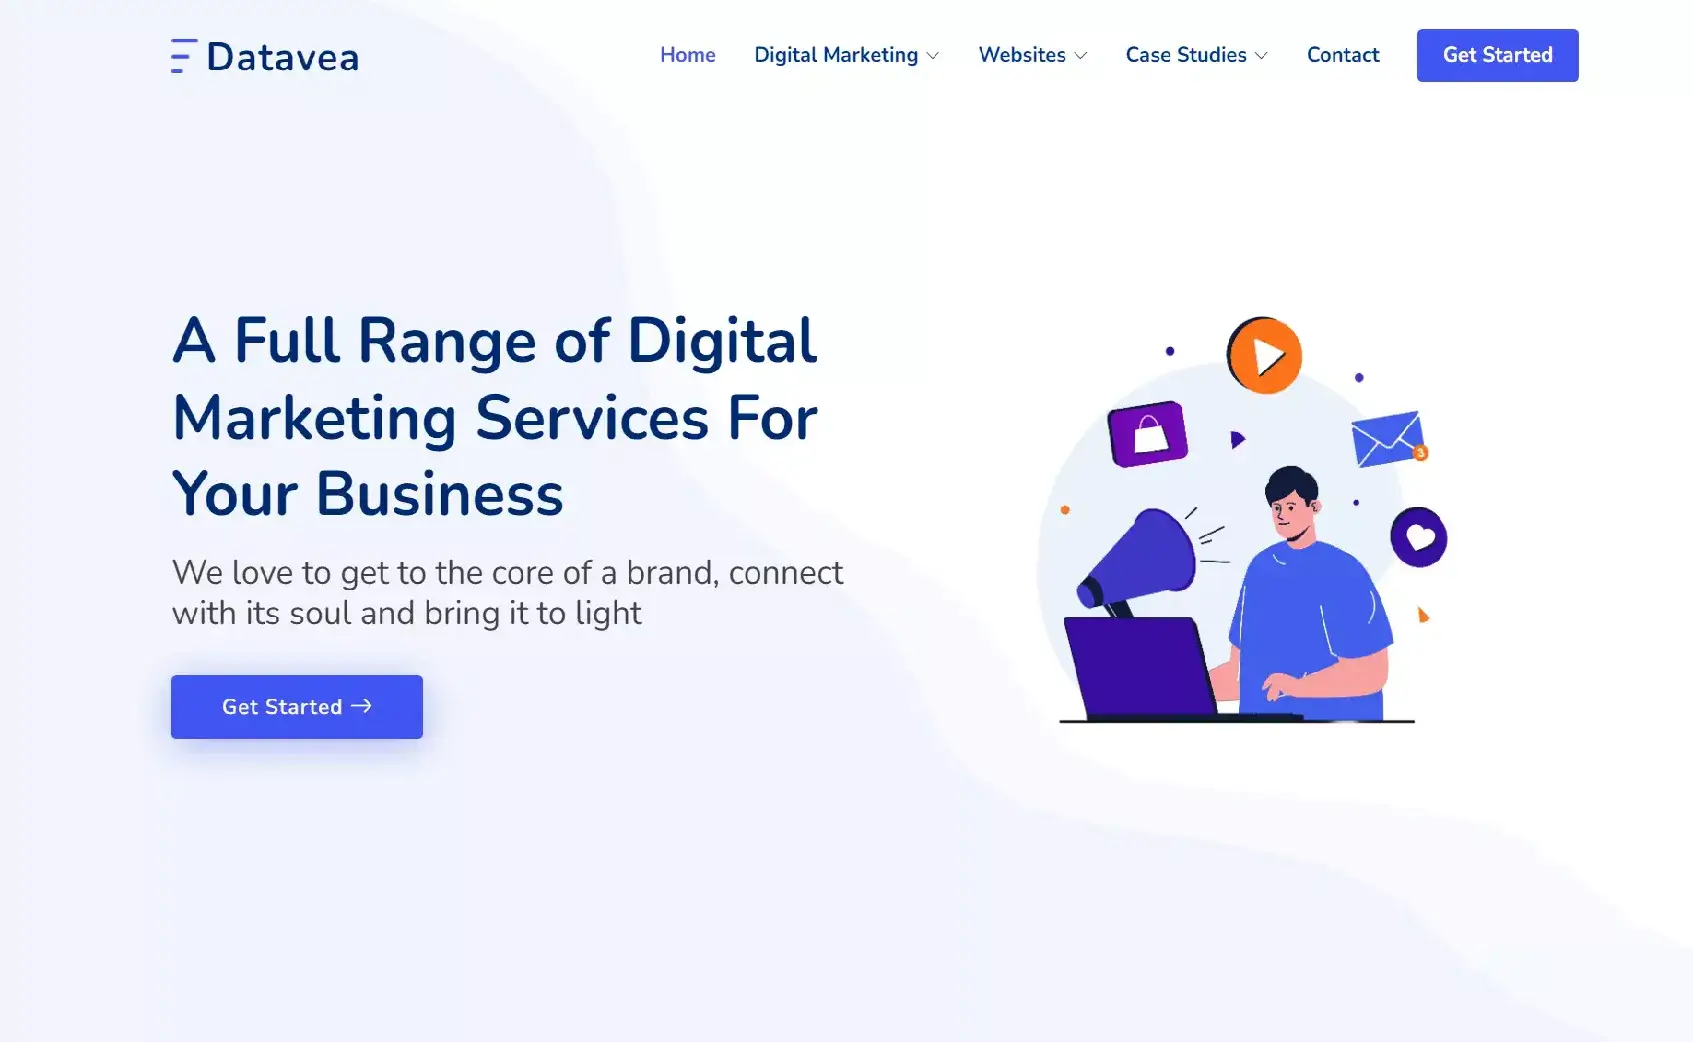 Datavea
Home
Digital Marketing
Websites
Case Studies
Contact
Get Started
A Full Range of Digital
Marketing Services For
Your Business
We love to get to the core of a brand, connect
with its soul and bring it to light
Get Started →
3